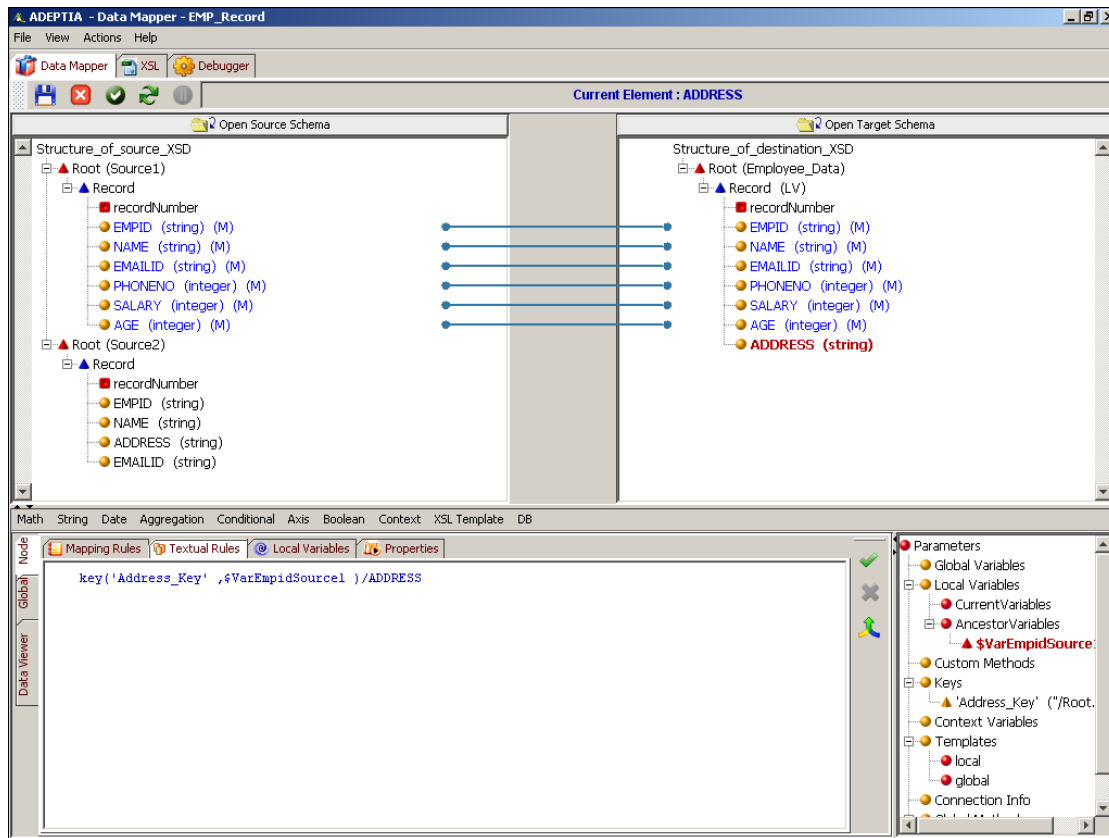 ADEPTIA - Data Mapper - EMP_Record
File View Actions Help
Data Mapper XSL Debugger
Current Element : ADDRESS
Open Source Schema
Structure_of_source_XSD
Root (Source1)
Record
recordNumber
EMPID (string) (M)
NAME (string) (M)
EMAILID (string) (M)
PHONENO (integer) (M)
SALARY (integer) (M)
AGE (integer) (M)
Root (Source2)
Record
recordNumber
EMPID (string)
NAME (string)
ADDRESS (string)
EMAILID (string)
Open Target Schema
Structure_of_destination_XSD
Root (Employee_Data)
Record (LV)
recordNumber
EMPID (string) (M)
NAME (string) (M)
EMAILID (string) (M)
PHONENO (integer) (M)
SALARY (integer) (M)
AGE (integer) (M)
ADDRESS (string)
Math String Date Aggregation Conditional Axis Boolean Context XSL Template DB
Node
Global
Data Viewer
Mapping Rules Textual Rules Local Variables Properties
key('Address_Key' ,$VarEmpidSource1 )/ADDRESS
Parameters
Global Variables
Local Variables
CurrentVariables
AncestorVariables
$VarEmpidSource1
Custom Methods
Keys
'Address_Key' ("/Root.
Context Variables
Templates
local
global
Connection Info